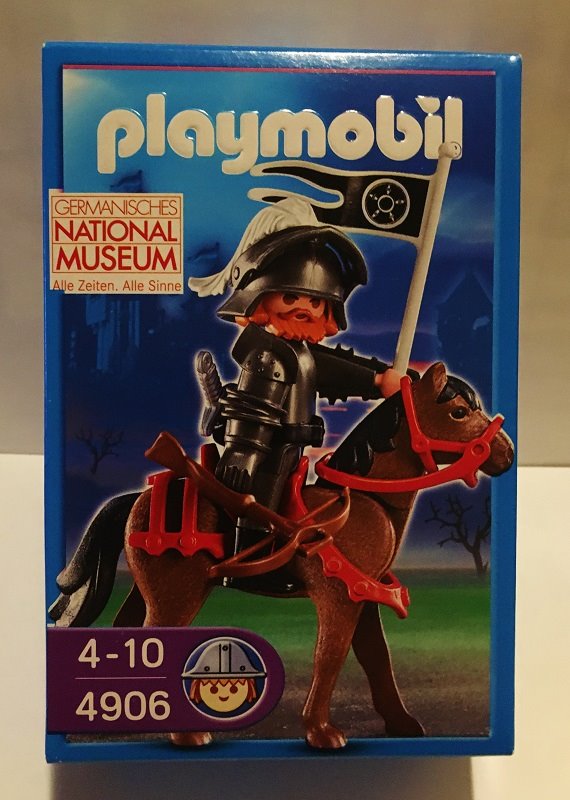 playmobil
GERMANISCHES
NATIONAL
MUSEUM
Alle Zeiten. Alle Sinne
4-10
4906